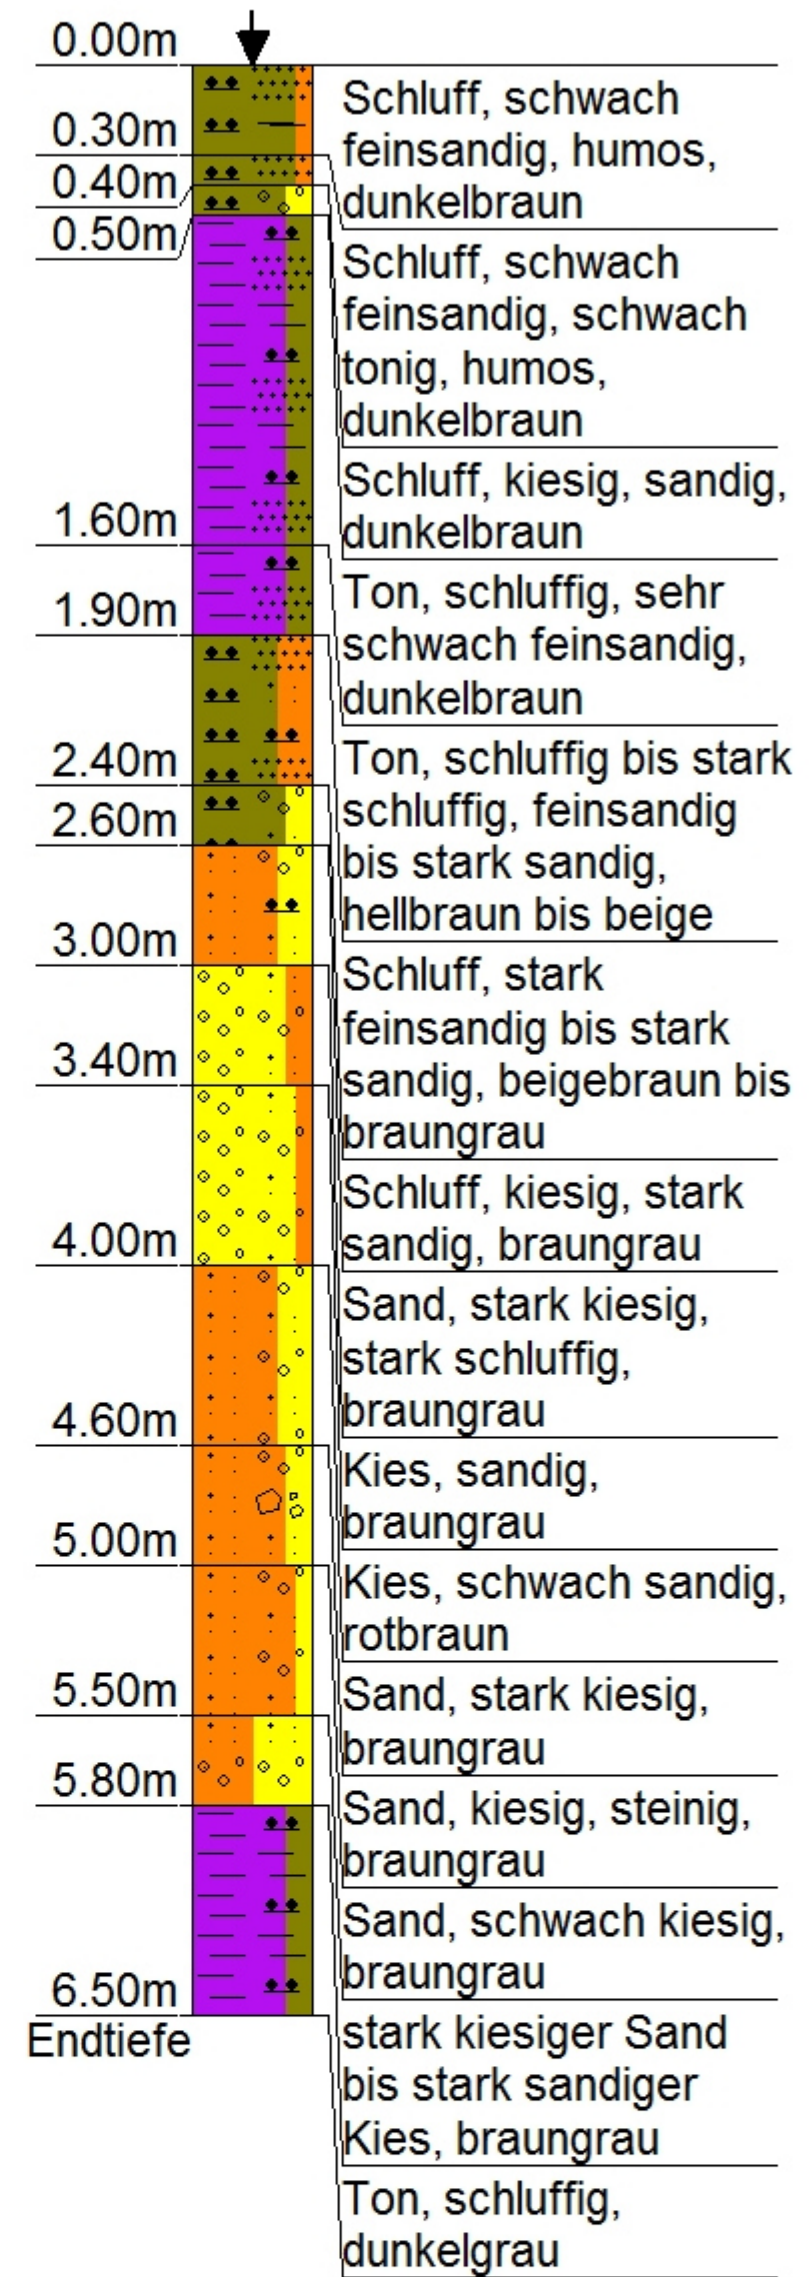 0.00m
0.30m
0.40m
0.50m
1.60m
1.90m
2.40m
2.60m
3.00m
3.40m
4.00m
4.60m
5.00m
5.50m
5.80m
6.50m
Endtiefe
Schluff, schwach
feinsandig, humos,
dunkelbraun
Schluff, schwach
feinsandig, schwach
tonig, humos,
dunkelbraun
Schluff, kiesig, sandig,
dunkelbraun
Ton, schluffig, sehr
schwach feinsandig,
dunkelbraun
Ton, schluffig bis stark
schluffig, feinsandig
bis stark sandig,
hellbraun bis beige
Schluff, stark
feinsandig bis stark
sandig, beigebraun bis
braungrau
Schluff, kiesig, stark
sandig, braungrau
Sand, stark kiesig,
stark schluffig,
braungrau
Kies, sandig,
braungrau
Kies, schwach sandig,
rotbraun
Sand, stark kiesig,
braungrau
Sand, kiesig, steinig,
braungrau
Sand, schwach kiesig,
braungrau
stark kiesiger Sand
bis stark sandiger
Kies, braungrau
Ton, schluffig,
dunkelgrau